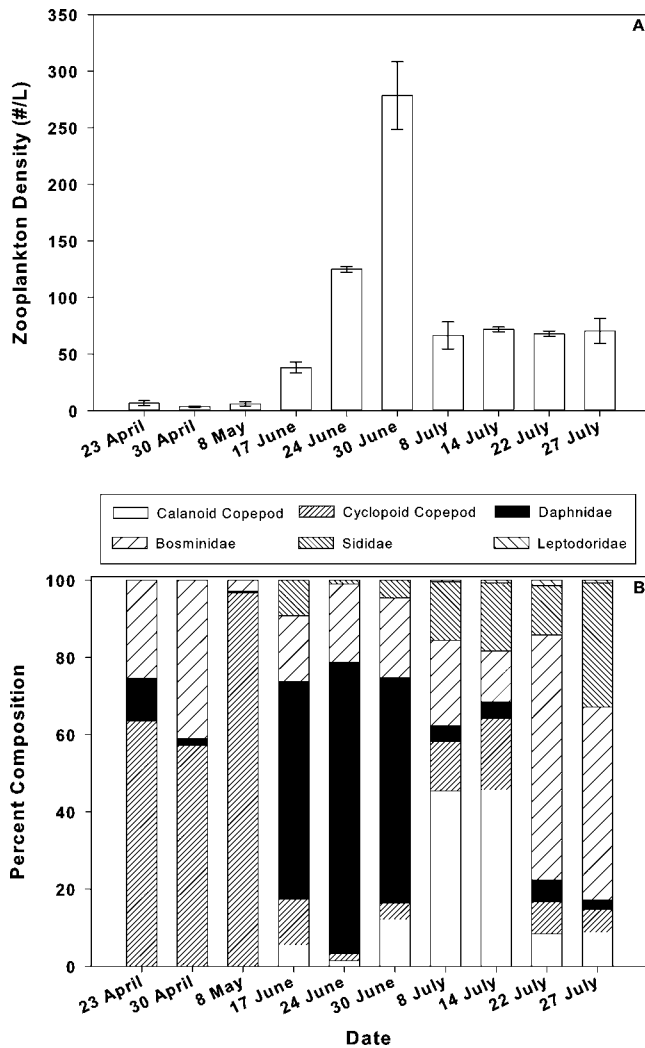 A
350
300
250
200
150
100
50
0
Zooplankton Density (#/L)
23 April
30 April
8 May
17 June
24 June
30 June
8 July
14 July
22 July
27 July
Calanoid Copepod Cyclopoid Copepod Daphnidae
Bosminidae Sididae Leptodoridae
B
100
80
60
40
20
0
Percent Composition
23 April
30 April
8 May
17 June
24 June
30 June
8 July
14 July
22 July
27 July
Date